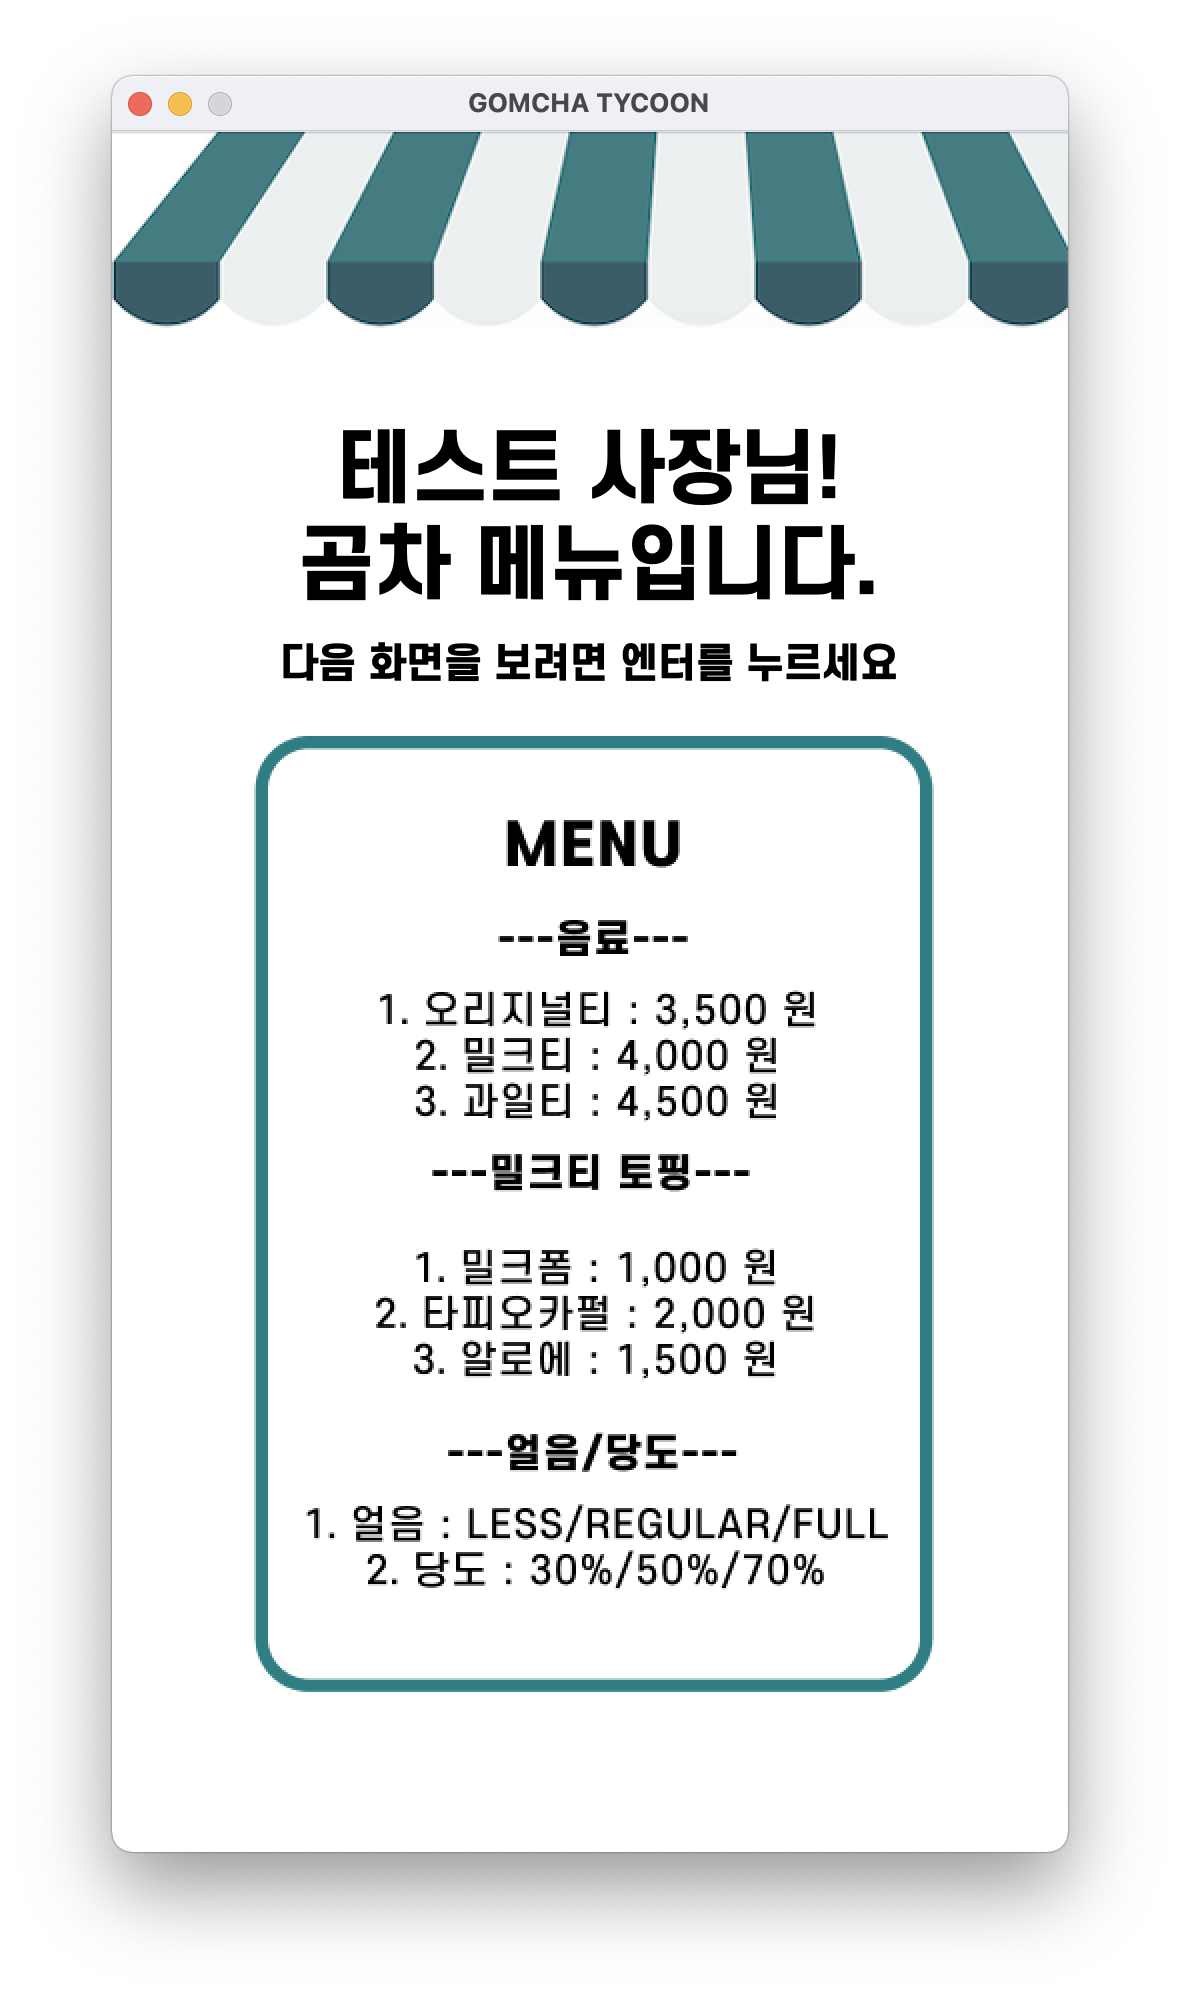 GOMCHA TYCOON
테스트 사장님!
곰차 메뉴입니다.
다음 화면을 보려면 엔터를 누르세요
MENU
---음료---
1. 오리지널티 : 3,500 원
2. 밀크티 : 4,000 원
3. 과일티 : 4,500 원
---밀크티 토핑---
1. 밀크폼 : 1,000 원
2. 타피오카펄 : 2,000 원
3. 알로에 : 1,500 원
---얼음/당도---
1. 얼음 : LESS/REGULAR/FULL
2. 당도 : 30%/50%/70%